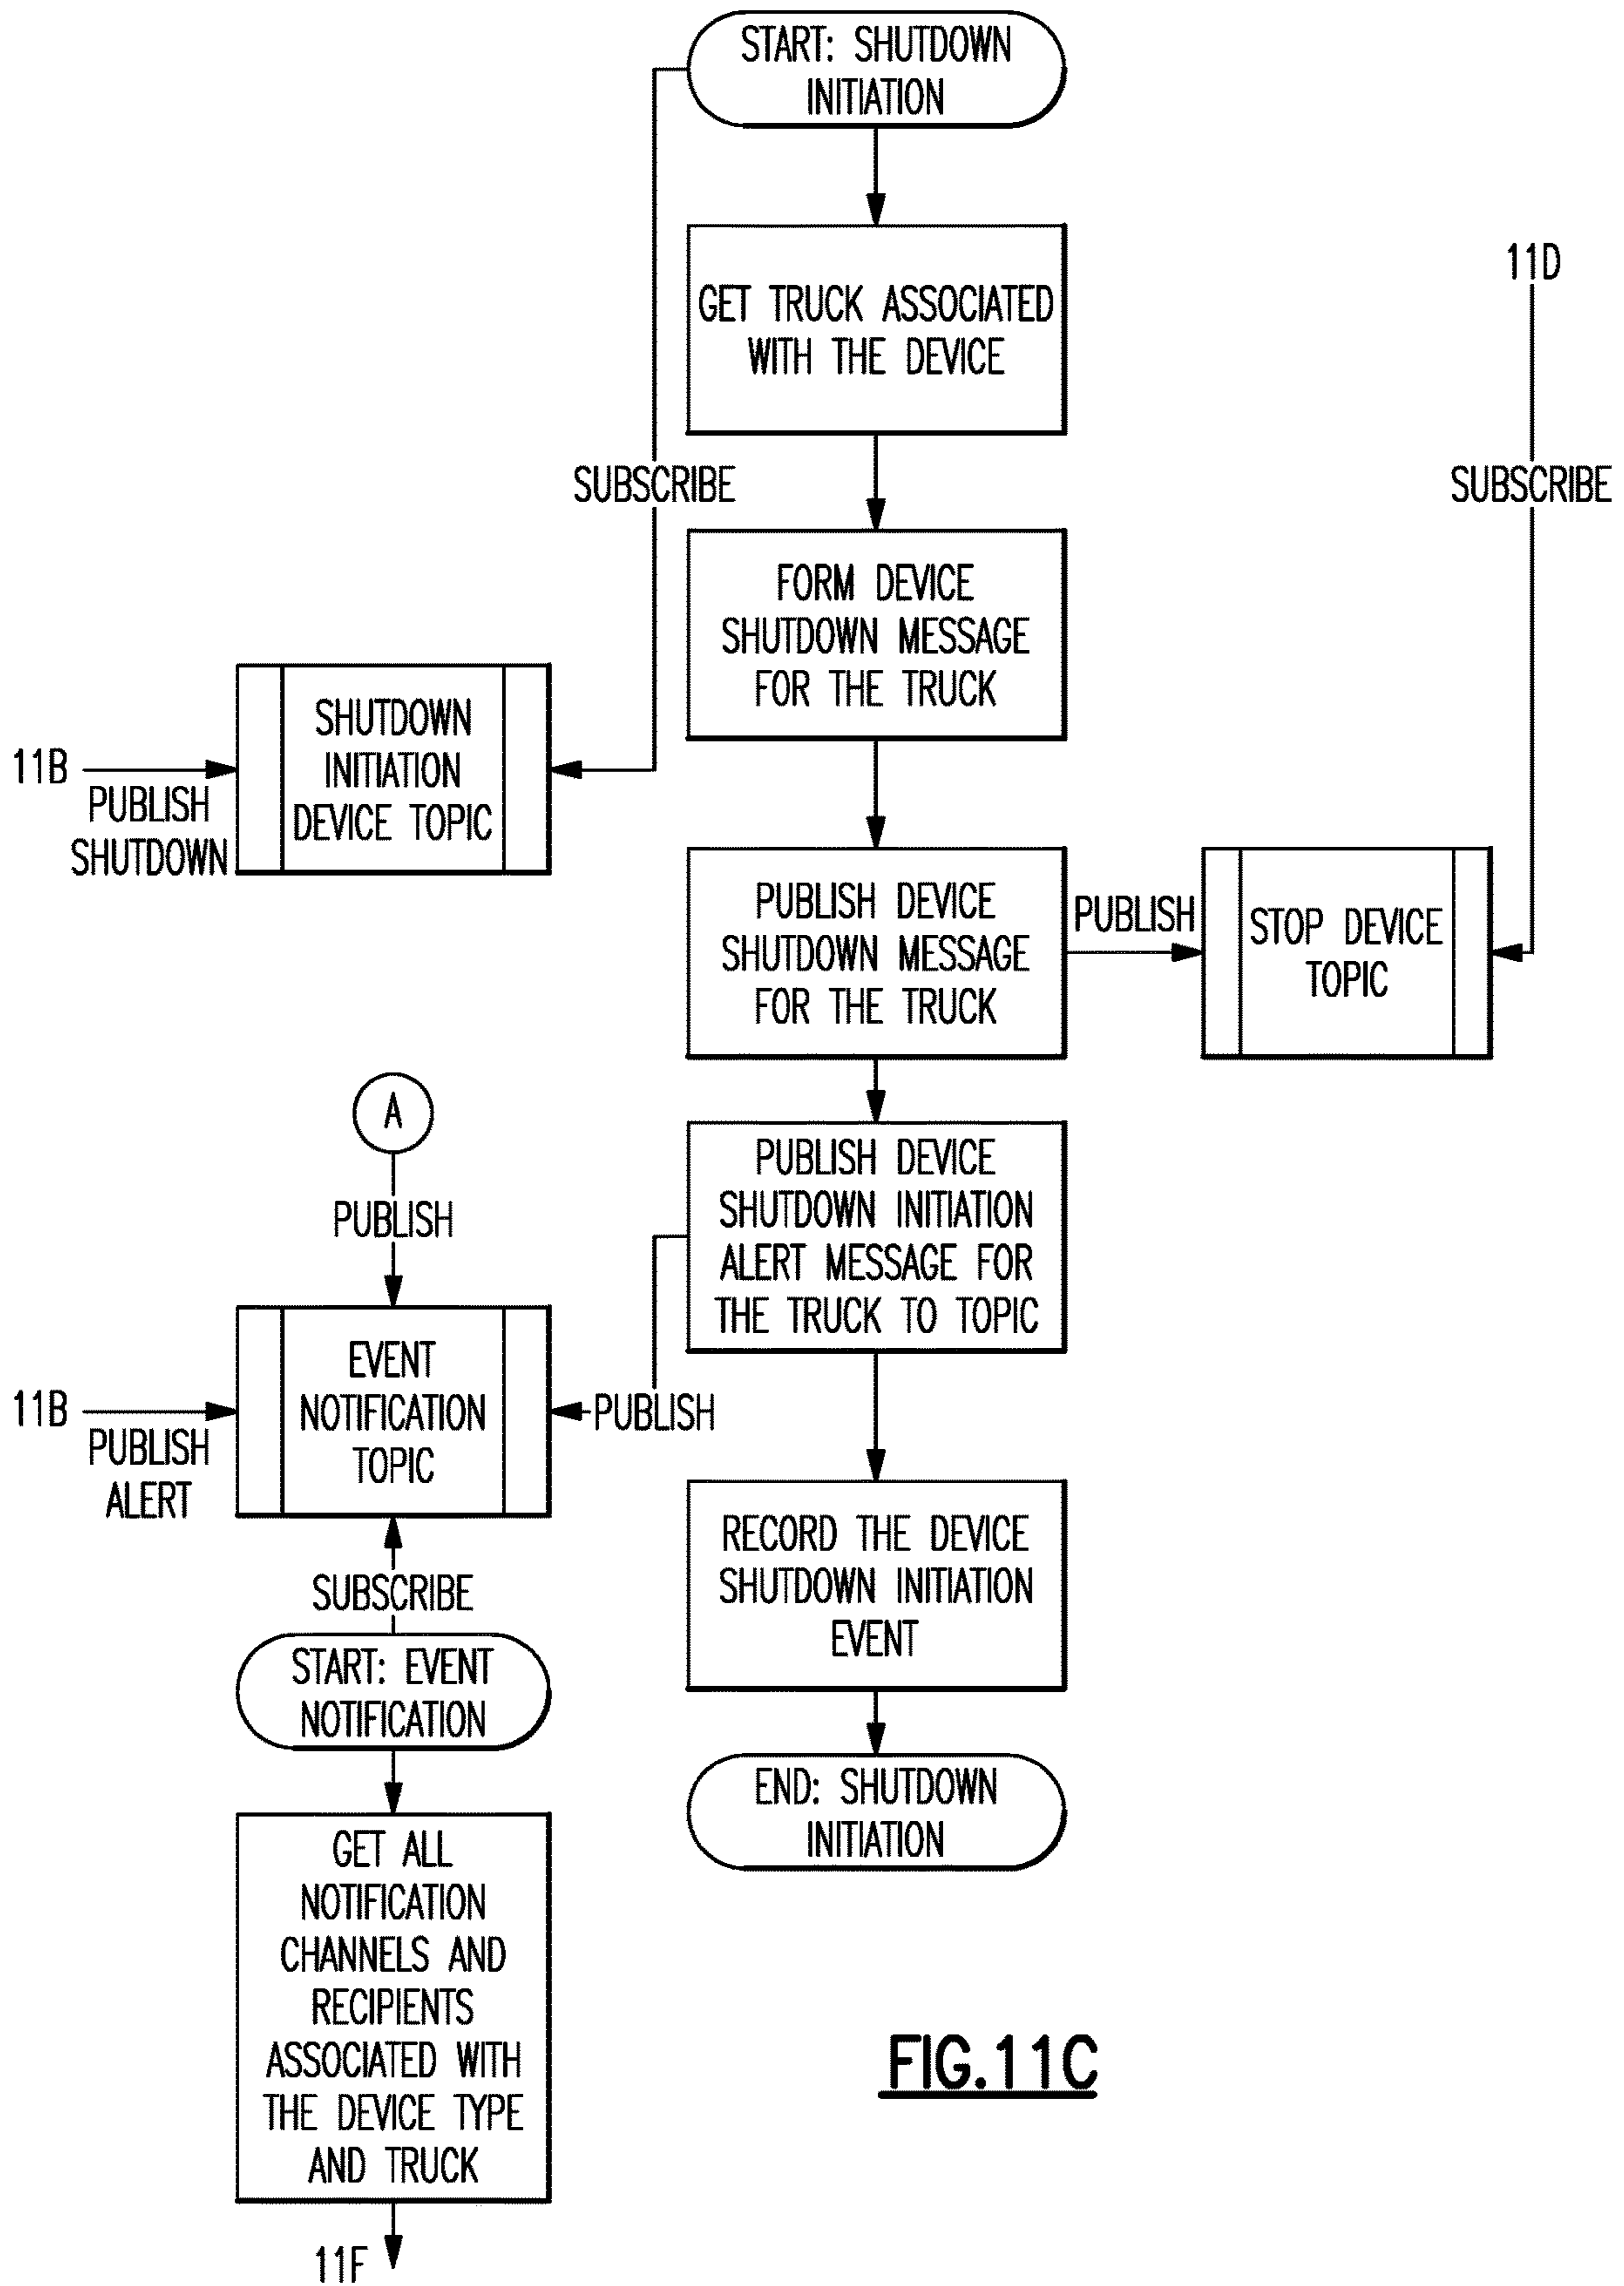 START: SHUTDOWN
INITIATION
GET TRUCK ASSOCIATED
WITH THE DEVICE
11D
SUBSCRIBE
SUBSCRIBE
FORM DEVICE
SHUTDOWN MESSAGE
FOR THE TRUCK
SHUTDOWN
INITIATION
DEVICE TOPIC
11B
PUBLISH
SHUTDOWN
PUBLISH DEVICE
SHUTDOWN MESSAGE
FOR THE TRUCK
PUBLISH
STOP DEVICE
TOPIC
A
PUBLISH
PUBLISH DEVICE
SHUTDOWN INITIATION
ALERT MESSAGE FOR
THE TRUCK TO TOPIC
EVENT
NOTIFICATION
TOPIC
11B
PUBLISH
ALERT
PUBLISH
SUBSCRIBE
RECORD THE DEVICE
SHUTDOWN INITIATION
EVENT
START: EVENT
NOTIFICATION
END: SHUTDOWN
INITIATION
GET ALL
NOTIFICATION
CHANNELS AND
RECIPIENTS
ASSOCIATED WITH
THE DEVICE TYPE
AND TRUCK
11F
FIG.11C